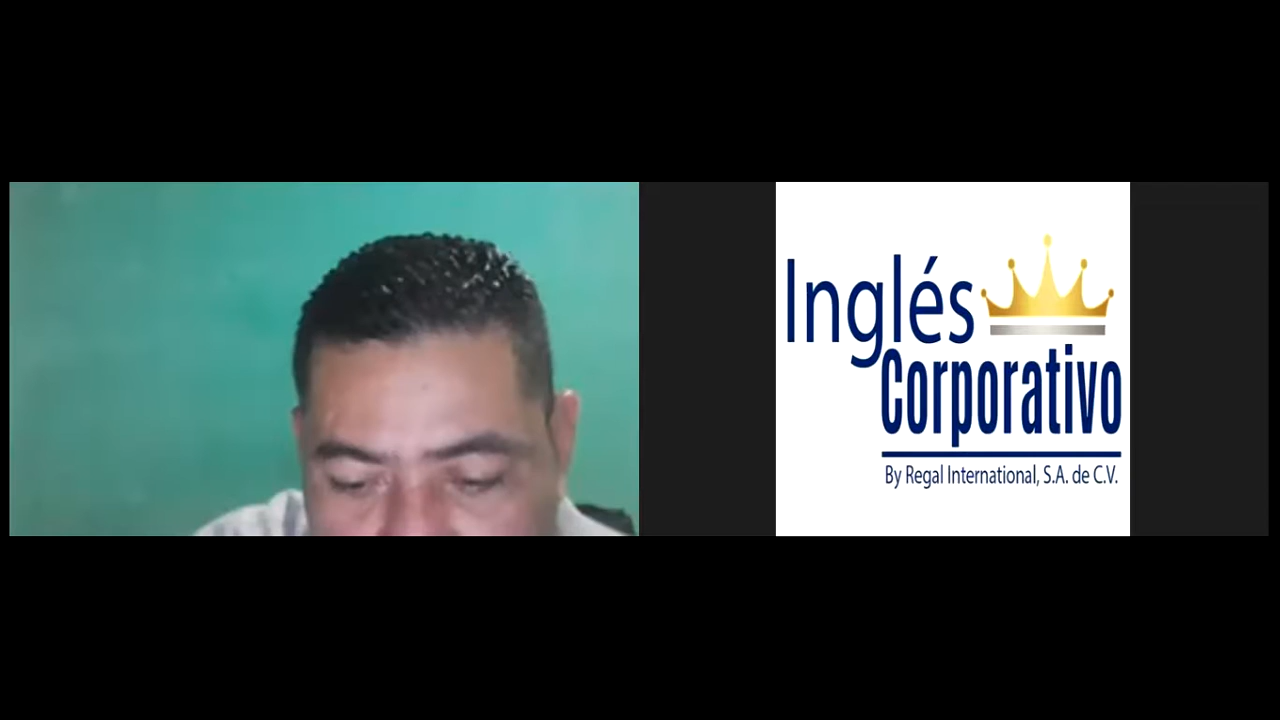 Inglés
Corporativo
By Regal International, S.A. de C.V.